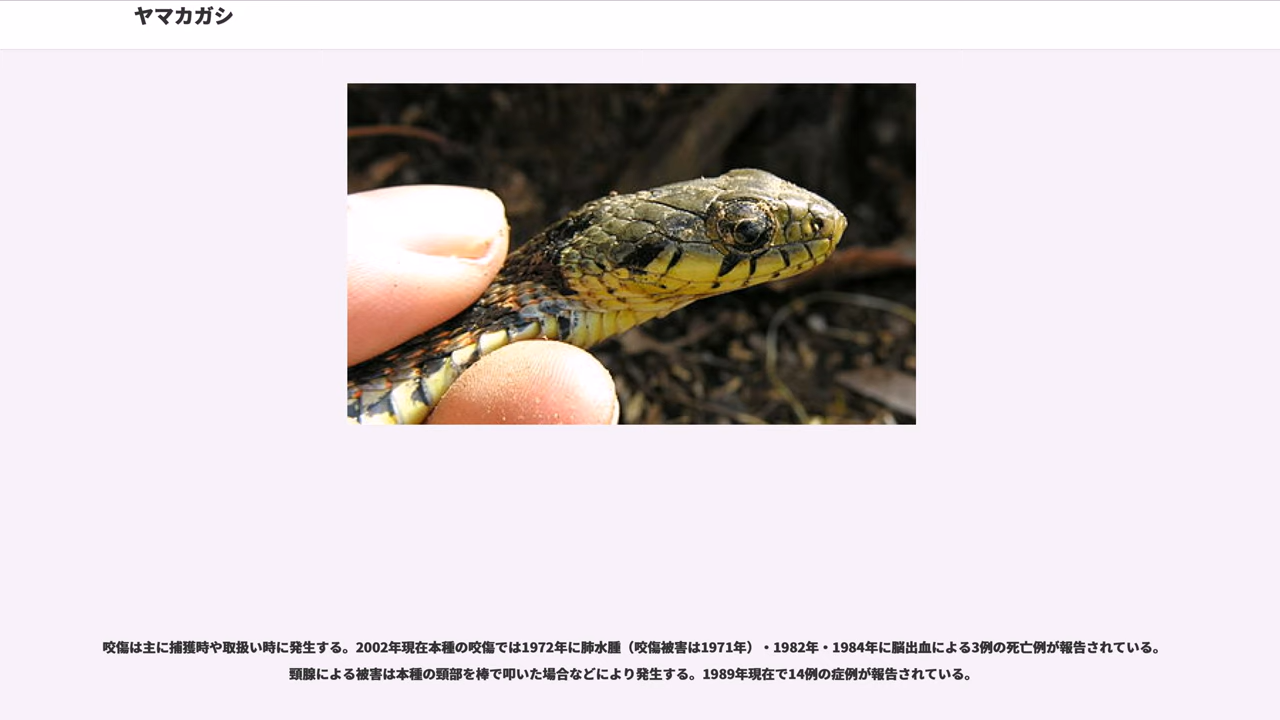 ヤマカガシ
咬傷は主に捕獲時や取扱い時に発生する。2002年現在本種の咬傷では1972年に肺水腫（咬傷被害は1971年）・1982年・1984年に脳出血による3例の死亡例が報告されている。
頸腺による被害は本種の頸部を棒で叩いた場合などにより発生する。1989年現在で14例の症例が報告されている。